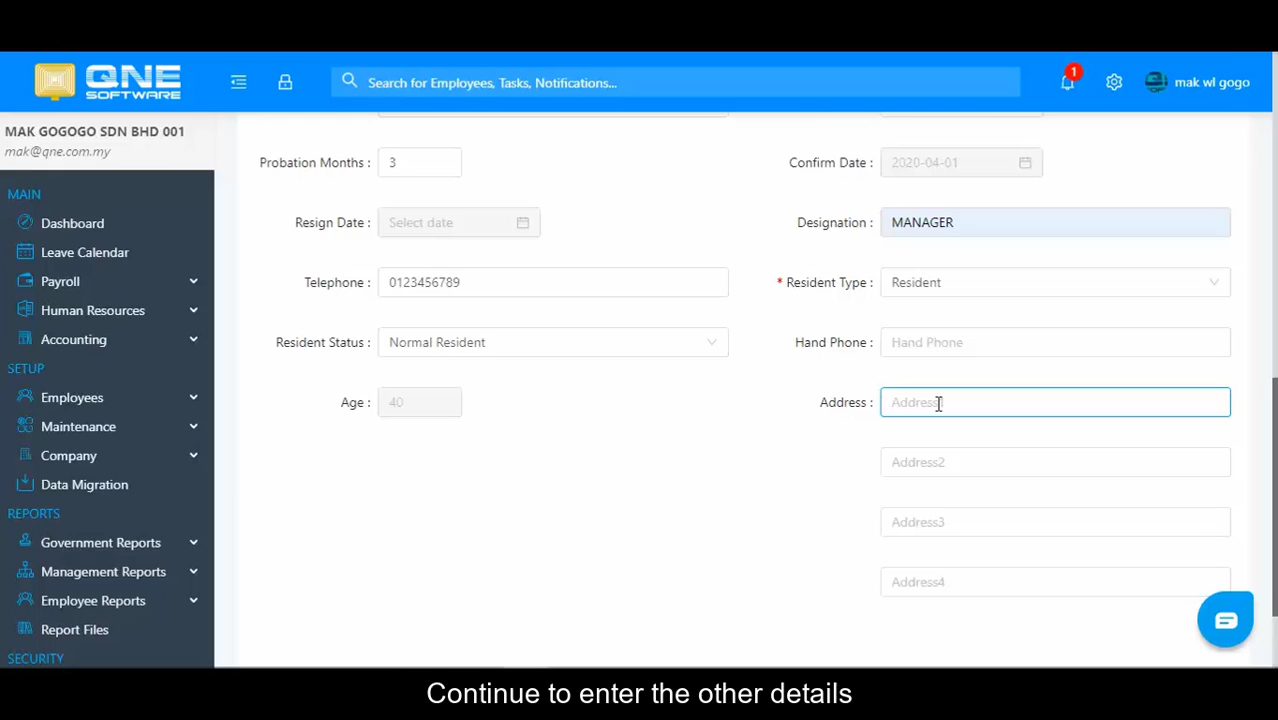 QNE
SOFTWARE
Search for Employees, Tasks, Notifications...
1
mak wl gogo
MAK GOGOGO SDN BHD 001
mak@qne.com.my
MAIN
Dashboard
Leave Calendar
Payroll
Human Resources
Accounting
SETUP
Employees
Maintenance
Company
Data Migration
REPORTS
Government Reports
Management Reports
Employee Reports
Report Files
SECURITY
Probation Months : 3
Confirm Date : 2020-04-01
Resign Date : Select date
Designation : MANAGER
Telephone : 0123456789
* Resident Type : Resident
Resident Status : Normal Resident
Hand Phone : Hand Phone
Age : 40
Address : Address1
Address2
Address3
Address4
Continue to enter the other details